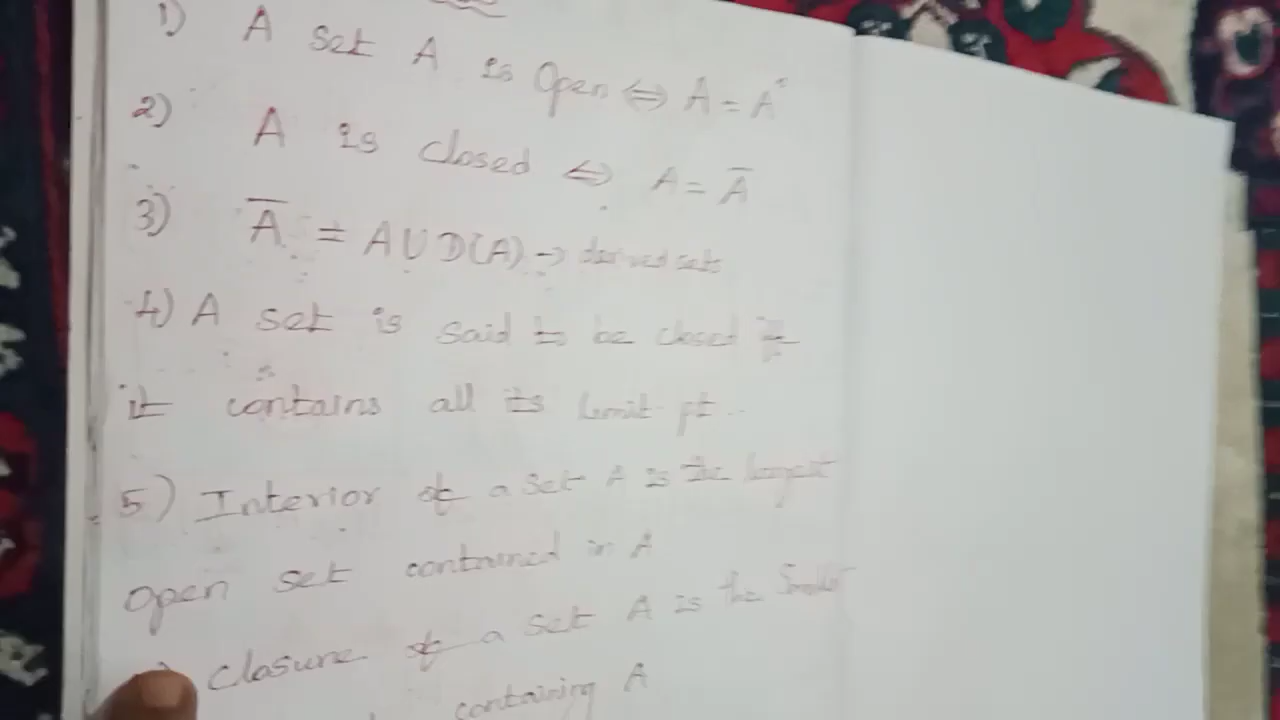 1) A set A is Open ⇔ A = A°
2) A is closed ⇔ A = Ā
3) Ā = A ∪ D(A) → derived sets
4) A set is said to be closed if
it contains all its limit pt.
5) Interior of a set A is the largest
open set contained in A
closure of a set A is the Smallest
containing A